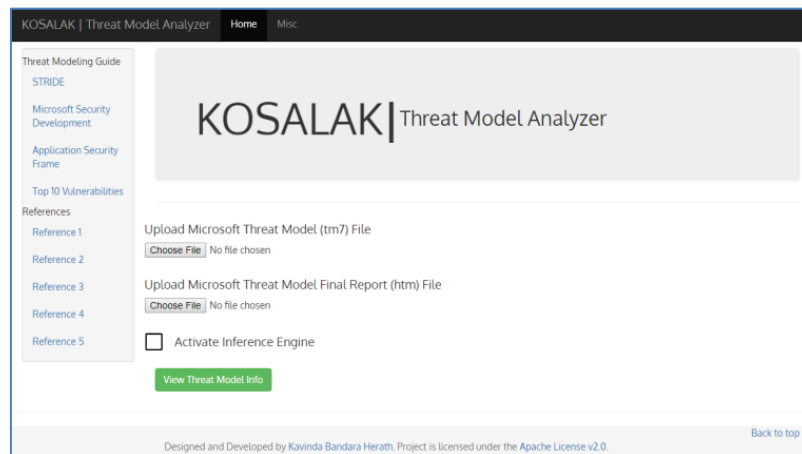 KOSALAK | Threat Model Analyzer Home Misc
Threat Modeling Guide
STRIDE
Microsoft Security
Development
Application Security
Frame
Top 10 Vulnerabilities
References
Reference 1
Reference 2
Reference 3
Reference 4
Reference 5
KOSALAK| Threat Model Analyzer
Upload Microsoft Threat Model (tm7) File
Choose File No file chosen
Upload Microsoft Threat Model Final Report (htm) File
Choose File No file chosen
Activate Inference Engine
View Threat Model Info
Back to top
Designed and Developed by Kavinda Bandara Herath. Project is licensed under the Apache License v2.0.